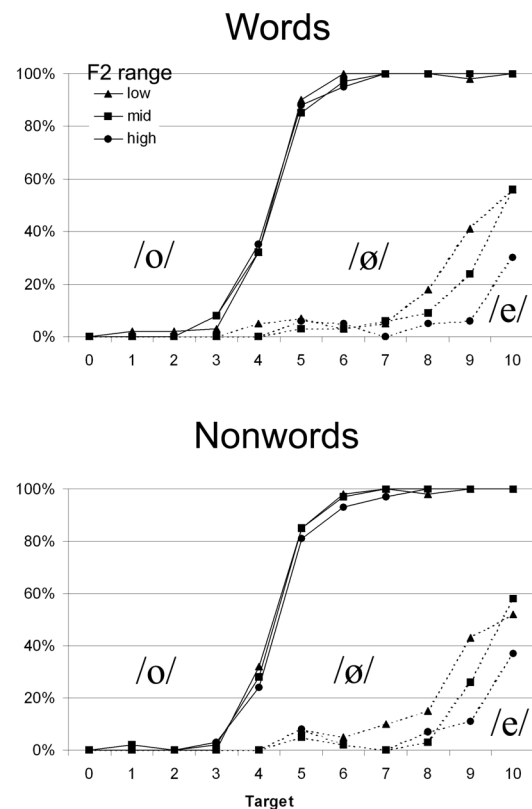 Words
F2 range
low
mid
high
100%
80%
60%
40%
20%
0%
/o/
/ø/
/e/
0 1 2 3 4 5 6 7 8 9 10
Nonwords
100%
80%
60%
40%
20%
0%
/o/
/ø/
/e/
0 1 2 3 4 5 6 7 8 9 10
Target